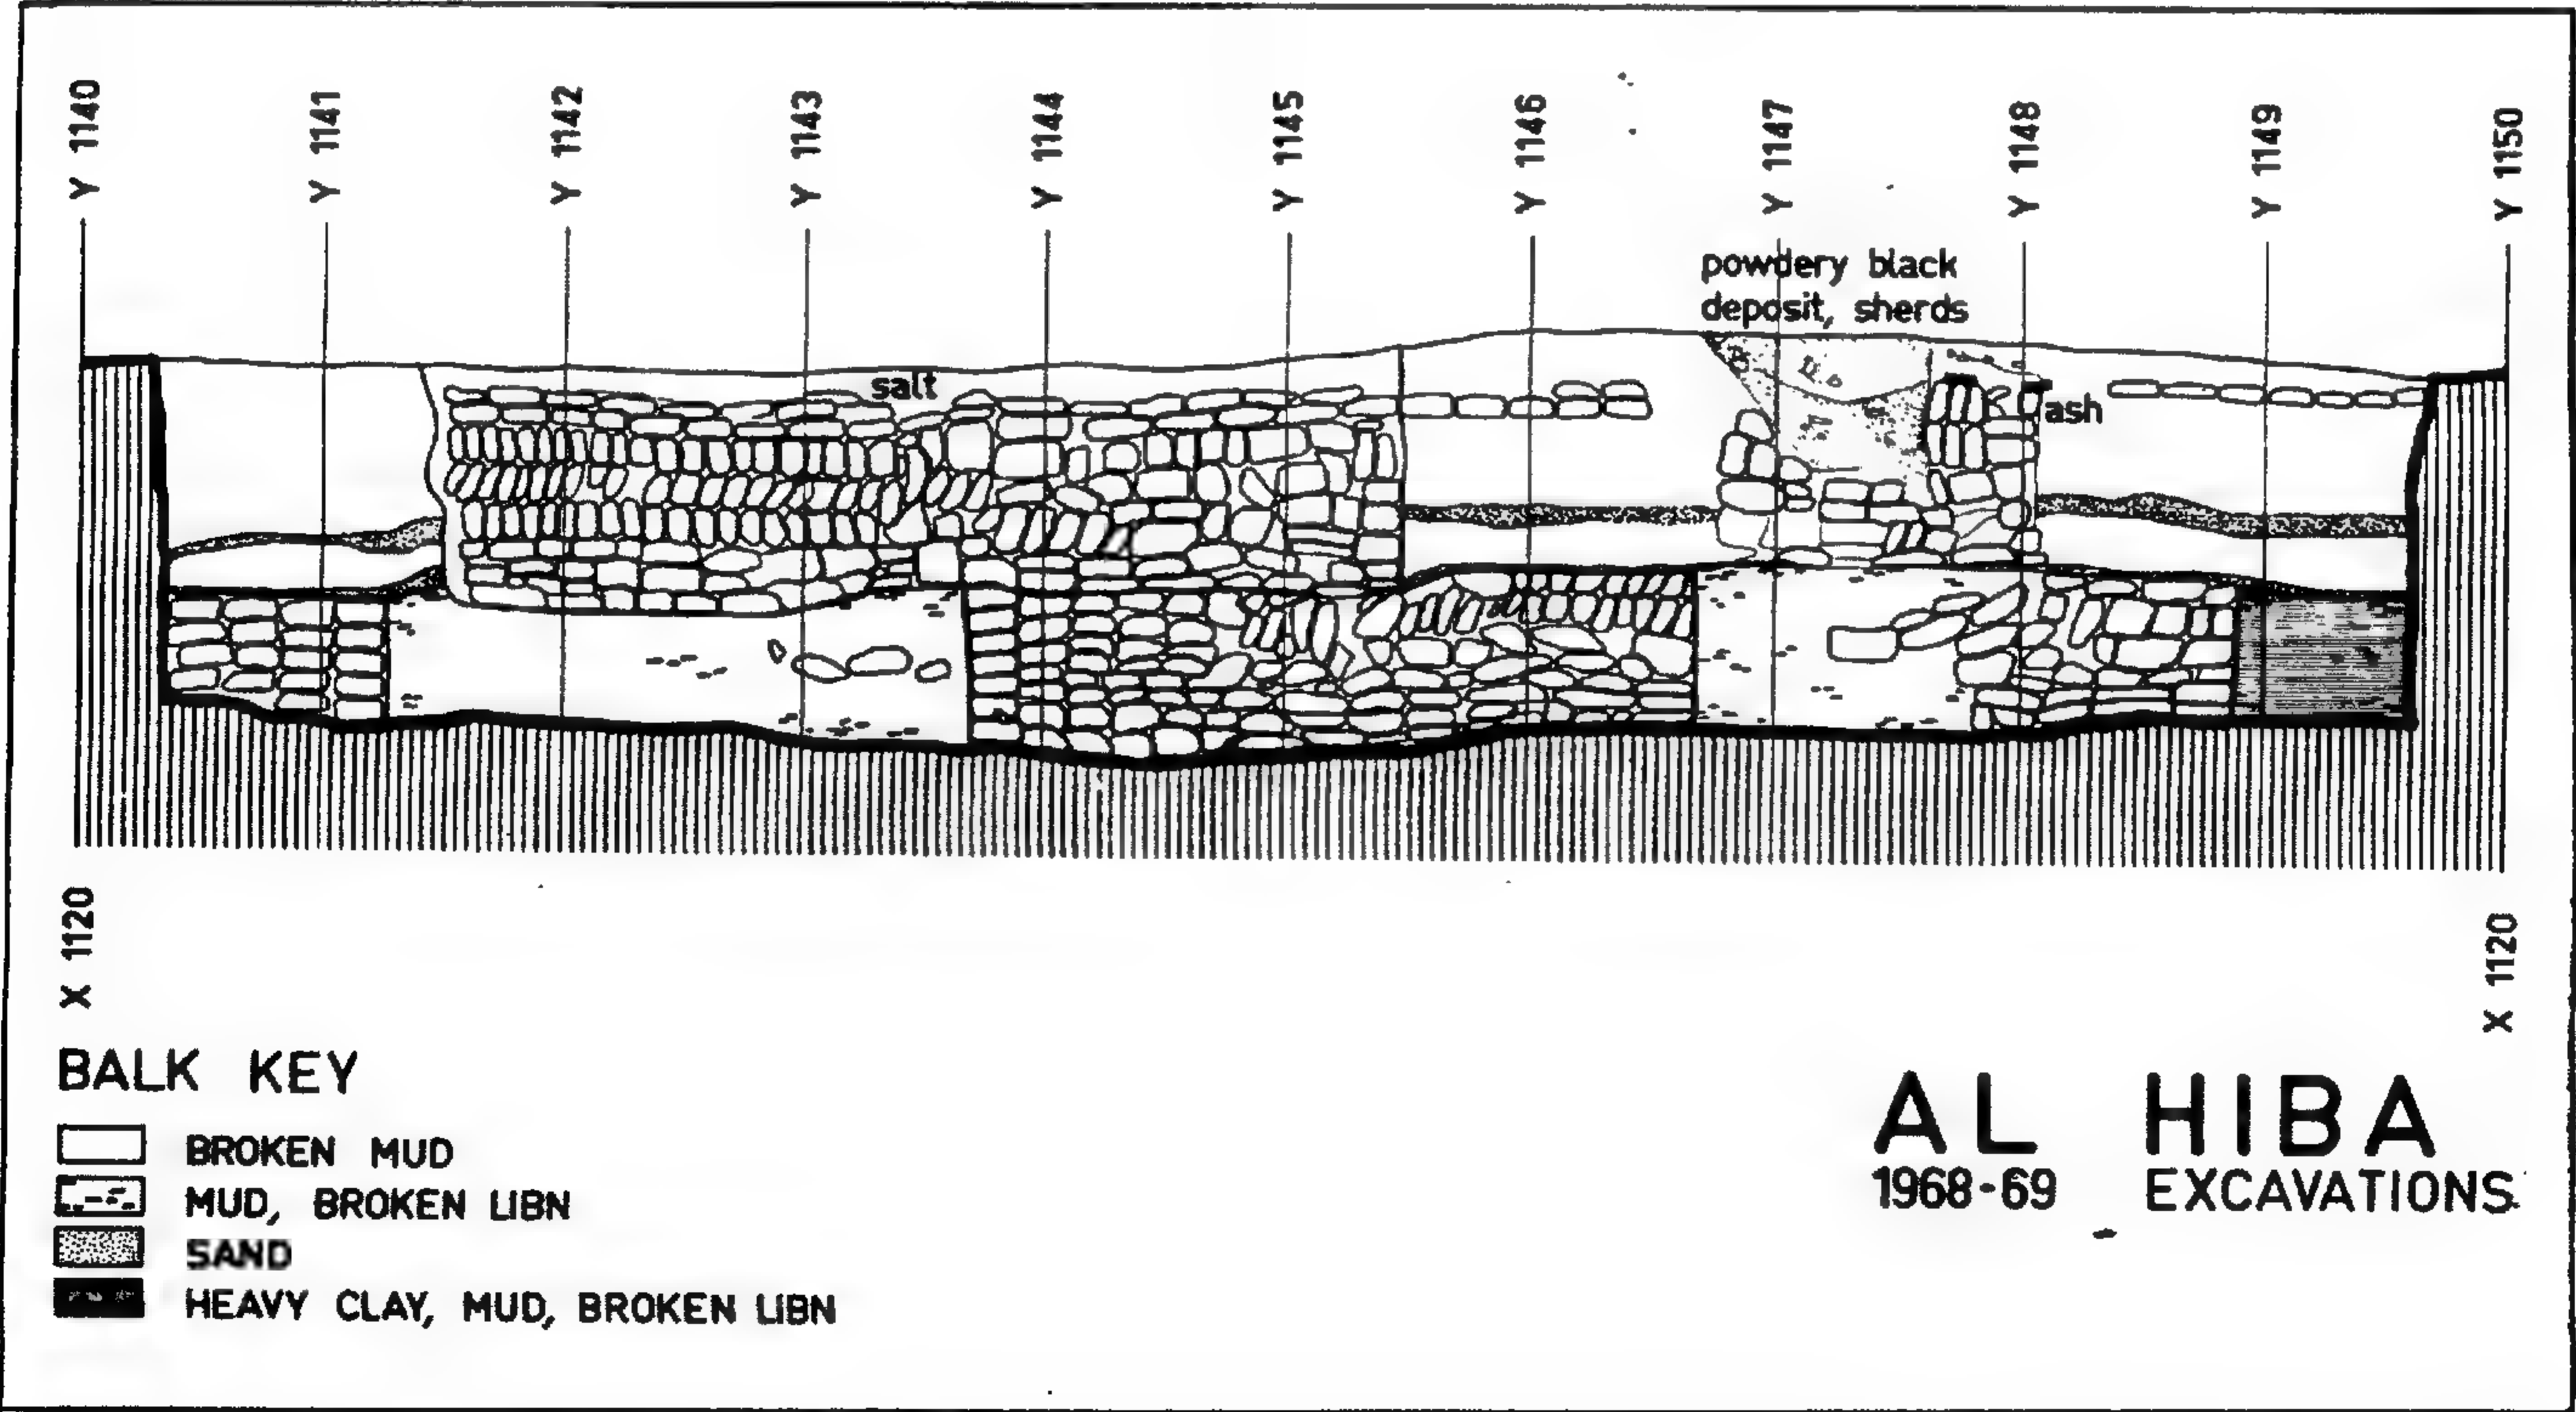 Y 1140
Y 1141
Y 1142
Y 1143
Y 1144
Y 1145
Y 1146
Y 1147
Y 1148
Y 1149
Y 1150
powdery black
deposit, sherds
salt
ash
X 1120
X 1120
BALK KEY
BROKEN MUD
MUD, BROKEN LIBN
SAND
HEAVY CLAY, MUD, BROKEN LIBN
AL HIBA
1968-69 EXCAVATIONS